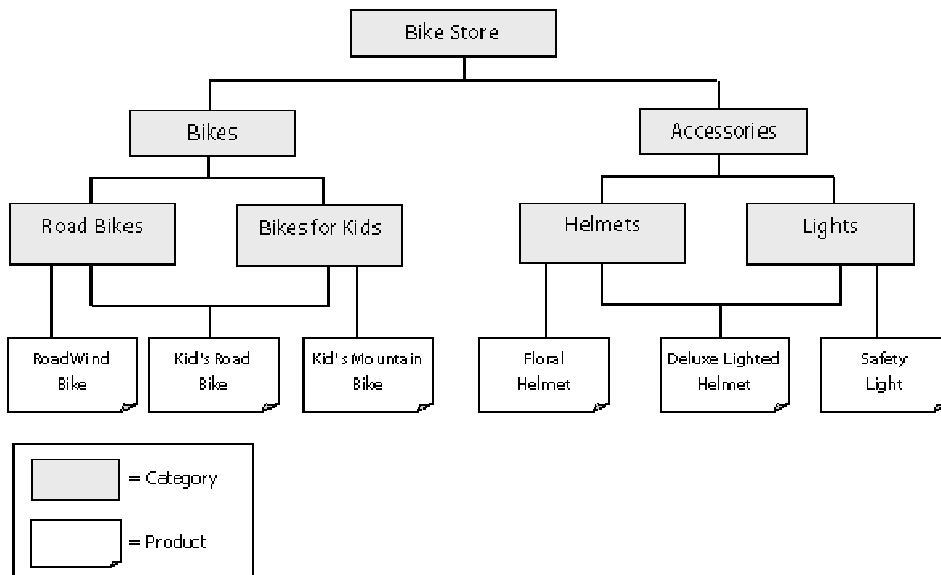 Bike Store
Bikes
Accessories
Road Bikes
Bikes for Kids
Helmets
Lights
RoadWind
Bike
Kid's Road
Bike
Kid's Mountain
Bike
Floral
Helmet
Deluxe Lighted
Helmet
Safety
Light
= Category
= Product